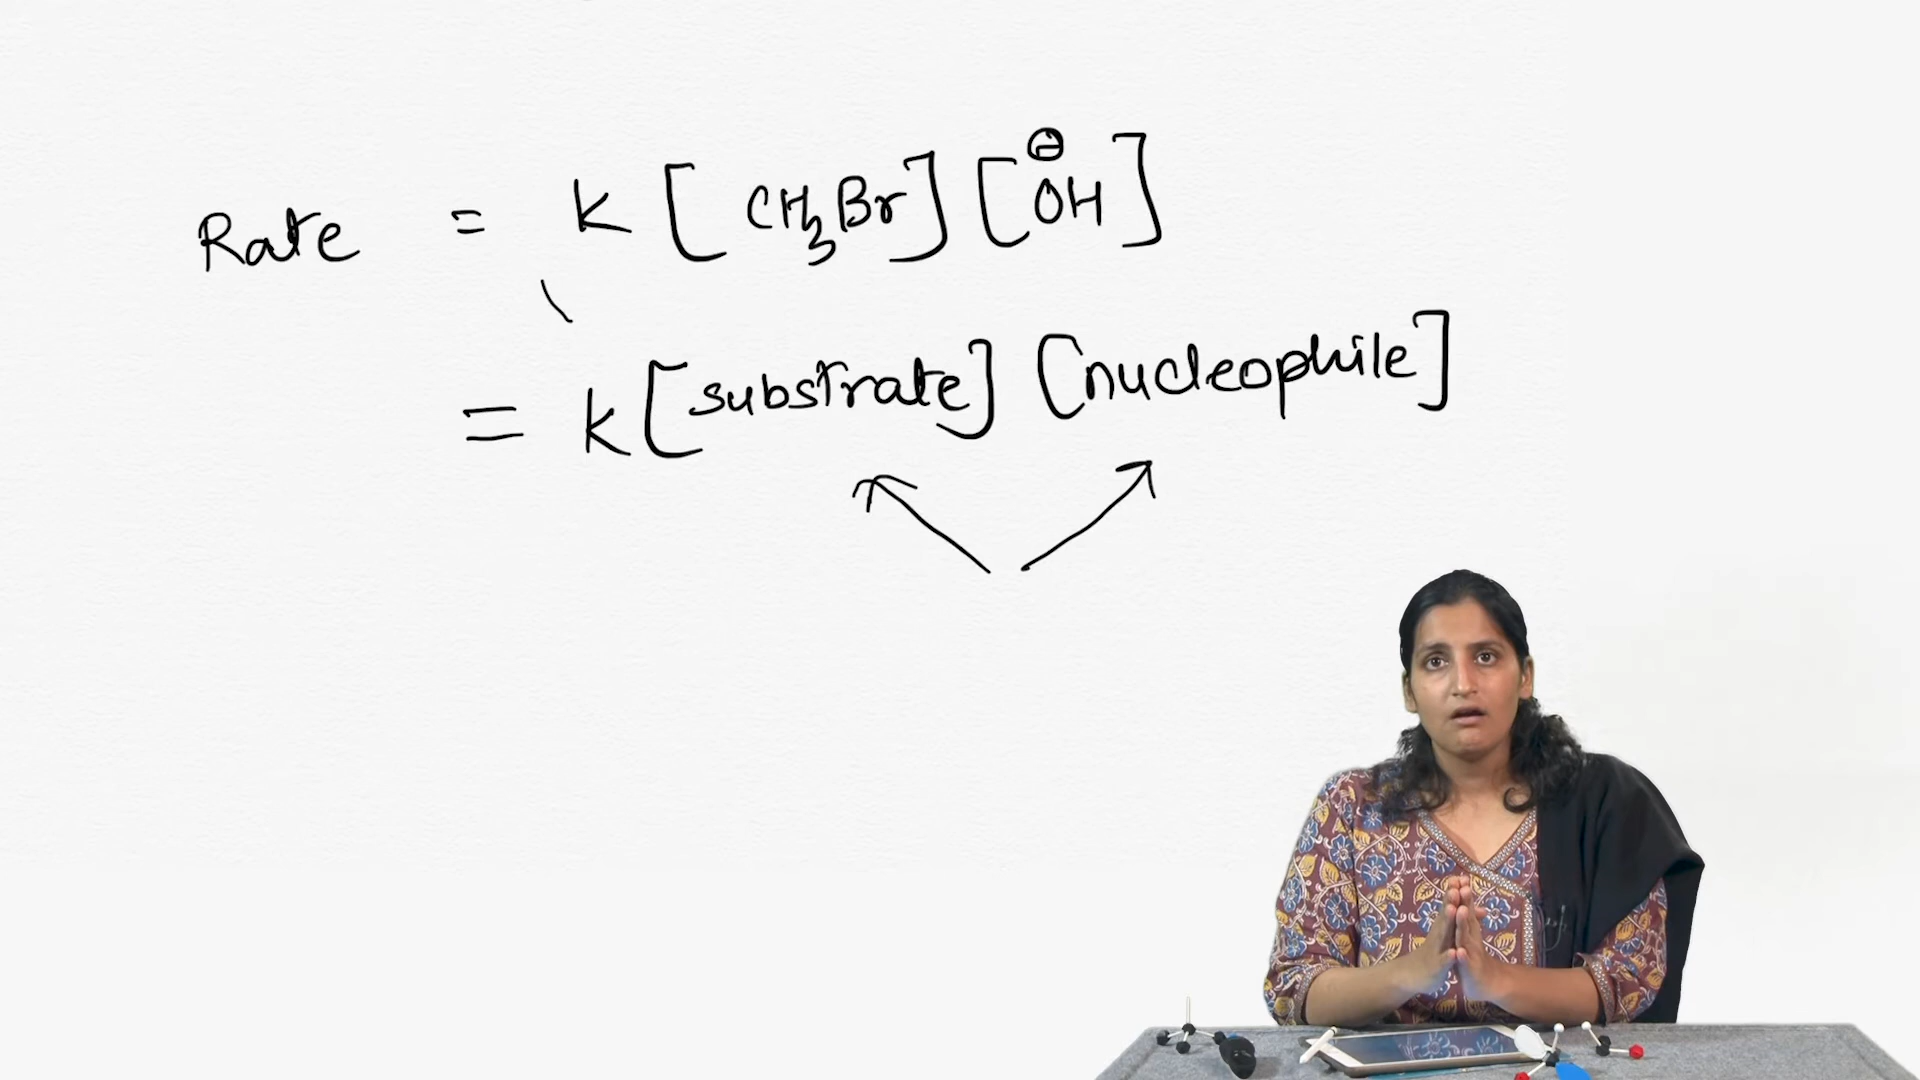 Rate = k [CH₃Br] [⊖OH]
= k [substrate] [nucleophile]